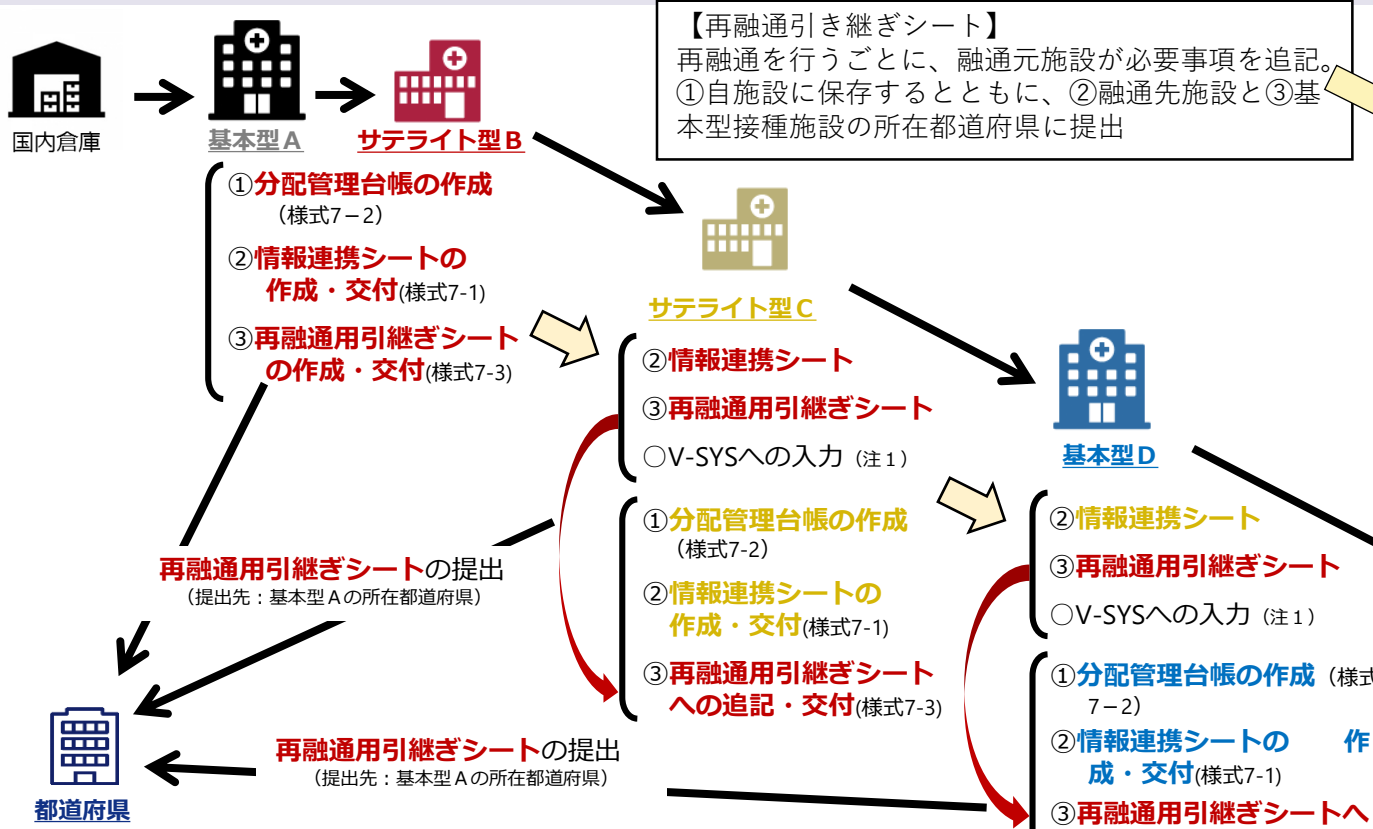 【再融通引き継ぎシート】
再融通を行うごとに、融通元施設が必要事項を追記。
①自施設に保存するとともに、②融通先施設と③基
本型接種施設の所在都道府県に提出
国内倉庫
基本型A
サテライト型B
①分配管理台帳の作成
（様式7－2）
②情報連携シートの
作成・交付(様式7-1)
③再融通用引継ぎシート
の作成・交付(様式7-3)
サテライト型C
②情報連携シート
③再融通用引継ぎシート
○V-SYSへの入力（注１）
①分配管理台帳の作成
（様式7-2）
②情報連携シートの
作成・交付(様式7-1)
③再融通用引継ぎシート
への追記・交付(様式7-3)
基本型D
②情報連携シート
③再融通用引継ぎシート
○V-SYSへの入力（注１）
①分配管理台帳の作成（様式
7－2）
②情報連携シートの　作
成・交付(様式7-1)
③再融通用引継ぎシートへ
再融通用引継ぎシートの提出
（提出先：基本型Aの所在都道府県）
再融通用引継ぎシートの提出
（提出先：基本型Aの所在都道府県）
都道府県